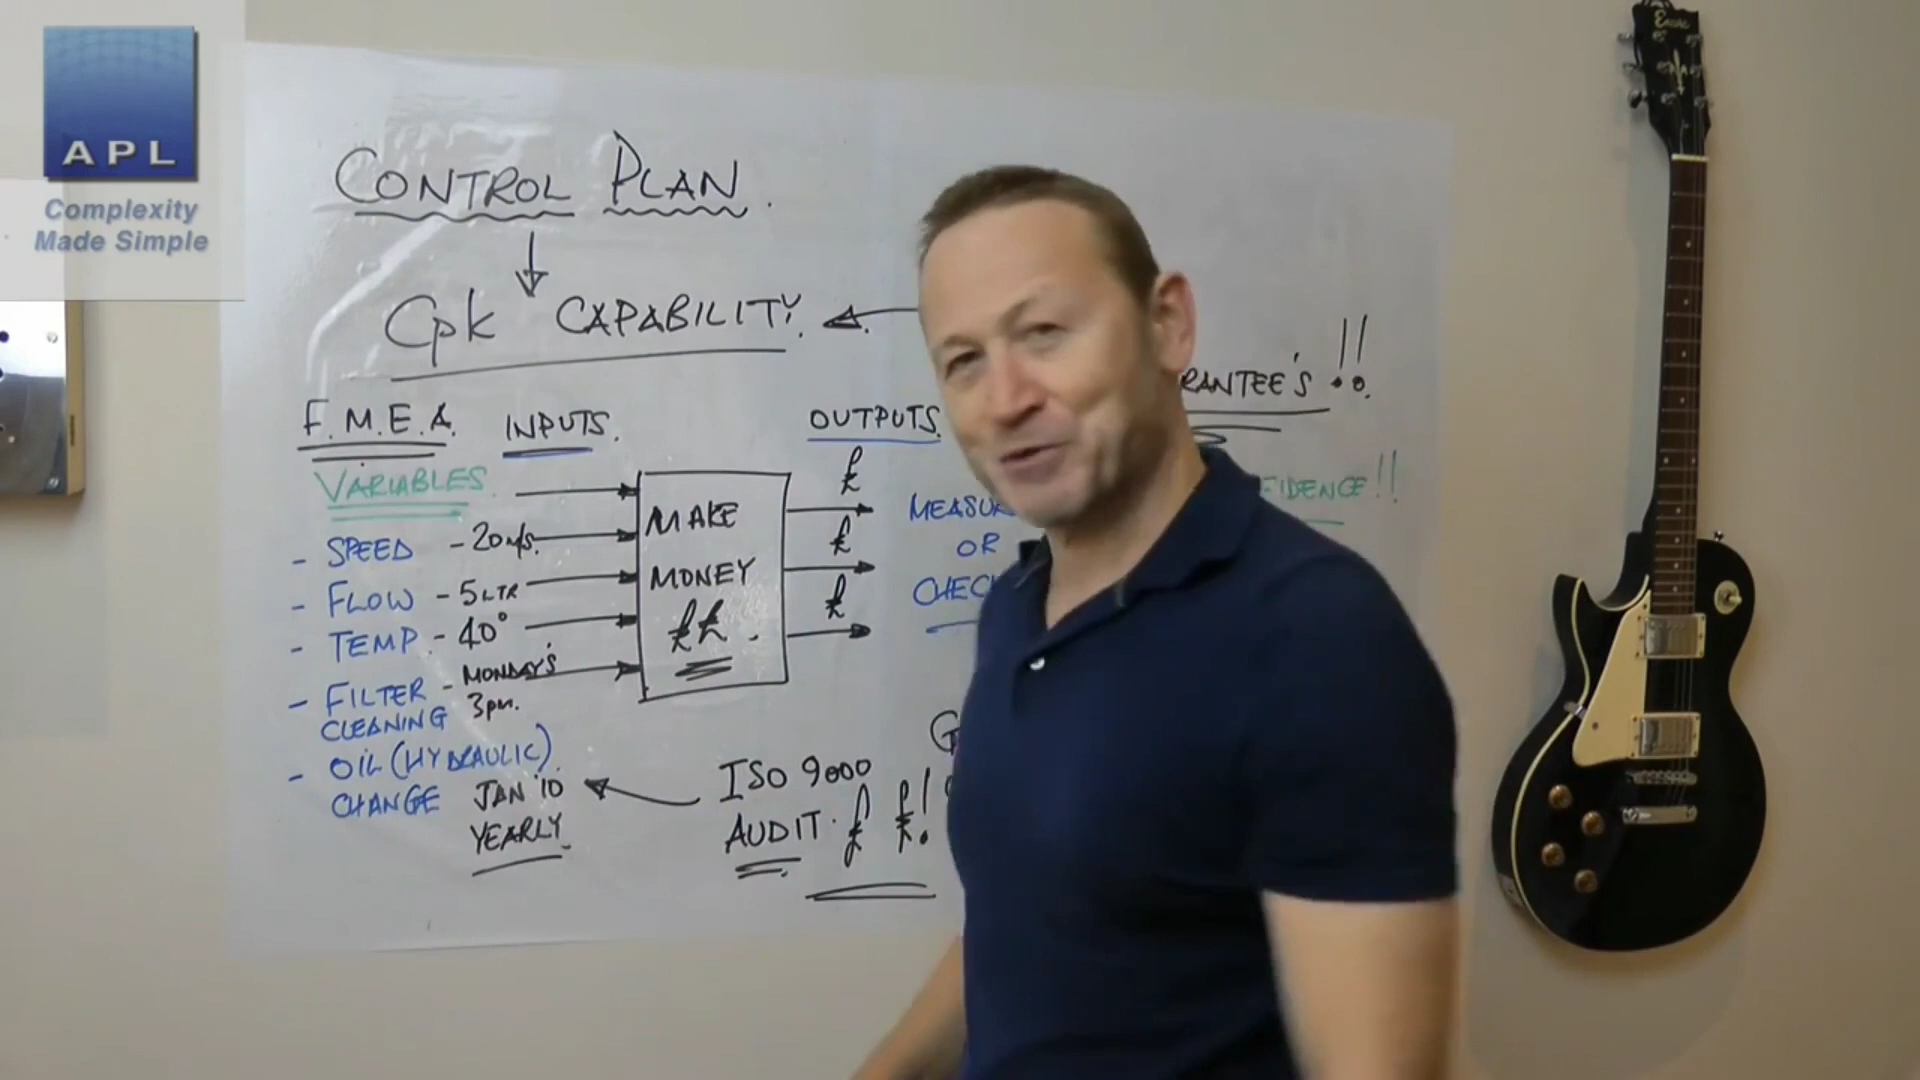 APL
Complexity
Made Simple
CONTROL PLAN.
Cpk CAPABILITY.
RANTEE'S !!
F.M.E.A.
INPUTS.
OUTPUTS.
VARIABLES
FIDENCE!!
- SPEED - 20m/s.
- FLOW - 5LTR
- TEMP - 40°
- FILTER - MONDAY'S
CLEANING 3pm.
- OIL (HYDRAULIC)
CHANGE JAN '10
YEARLY.
MAKE
MONEY
££.
£
£
£
MEASUR
OR
CHEC
ISO 9000
AUDIT. £ £!
G
Encore